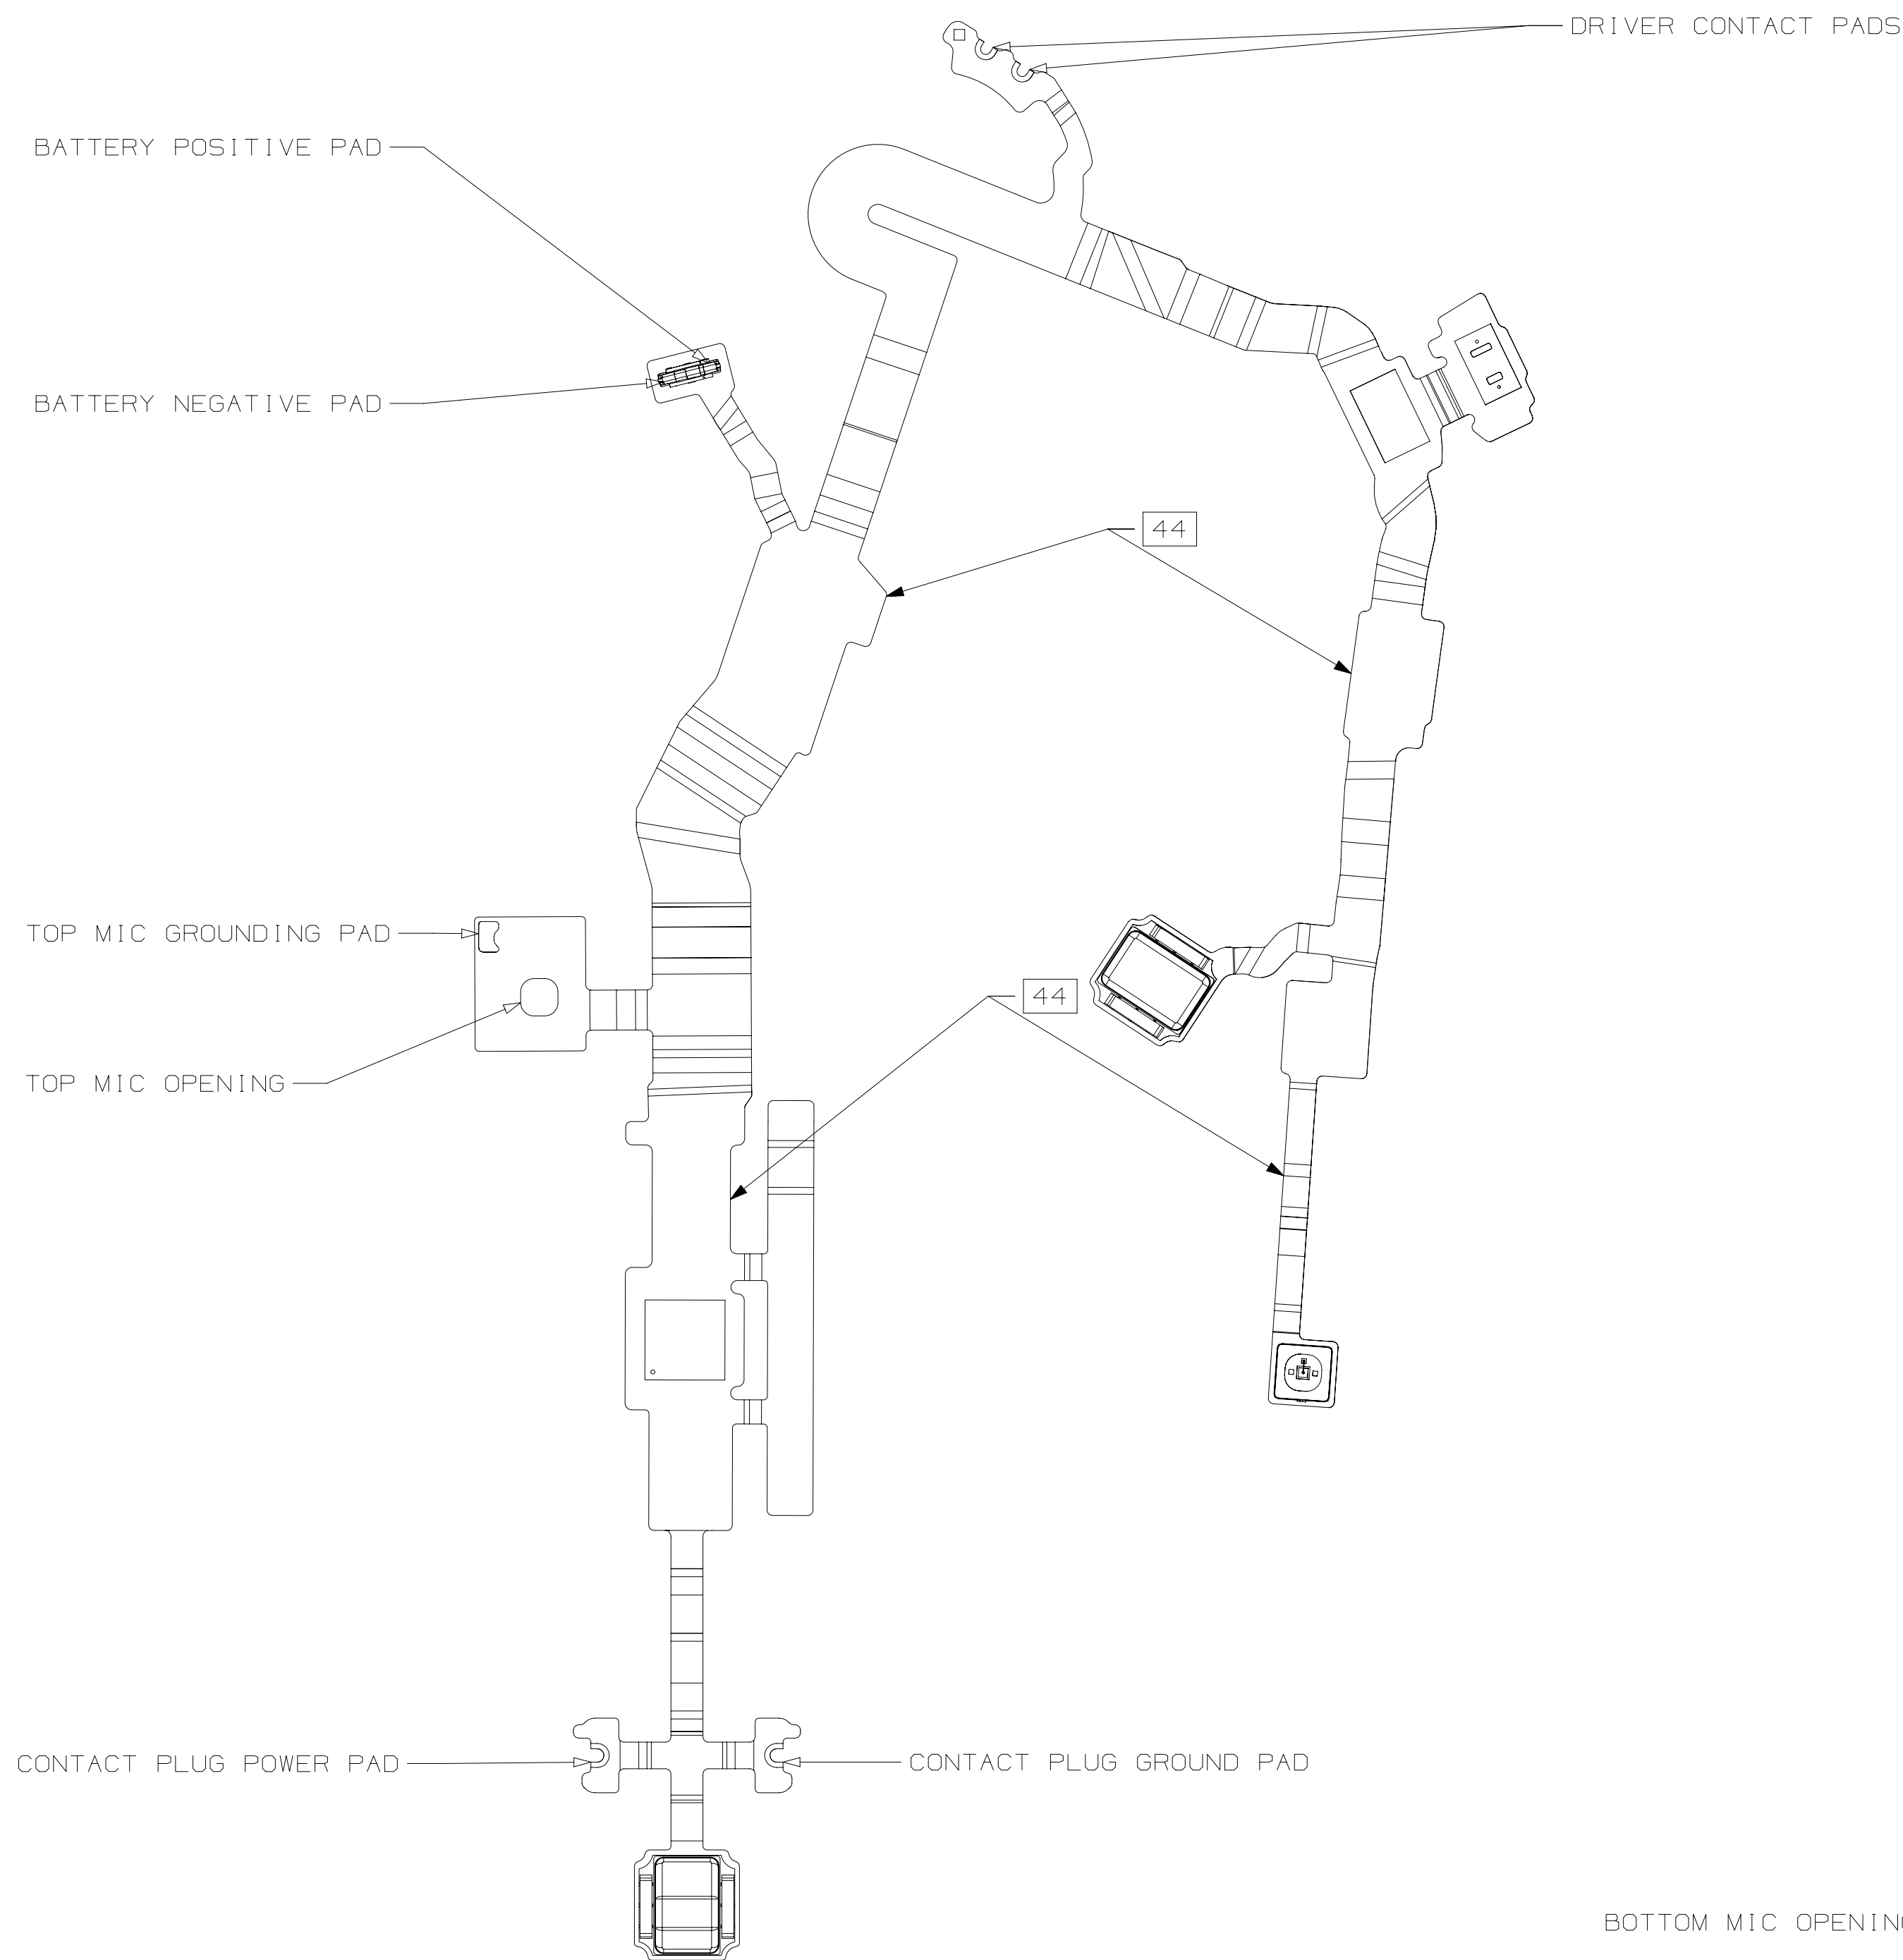 DRIVER CONTACT PADS
BATTERY POSITIVE PAD
BATTERY NEGATIVE PAD
44
TOP MIC GROUNDING PAD
44
TOP MIC OPENING
CONTACT PLUG POWER PAD
CONTACT PLUG GROUND PAD
BOTTOM MIC OPENING